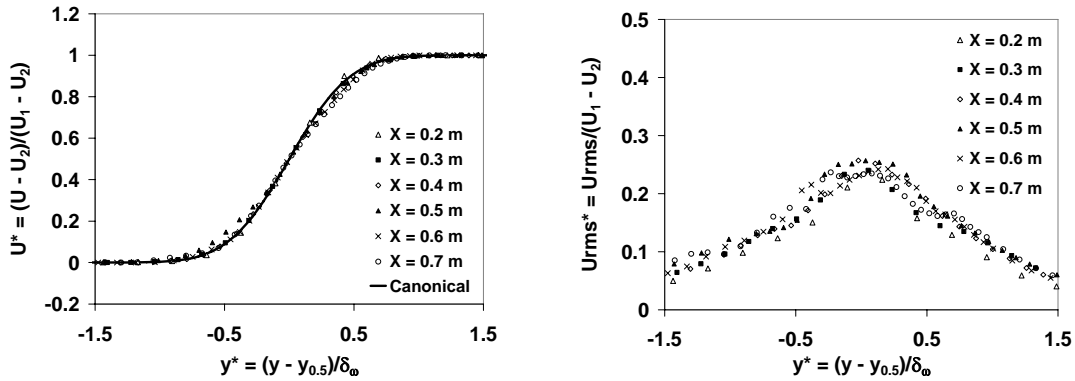 1.2
1
0.8
0.6
0.4
0.2
0
-0.2
-1.5 -0.5 0.5 1.5
U* = (U - U₂)/(U₁ - U₂)
y* = (y - y₀.₅)/δω
X = 0.2 m
X = 0.3 m
X = 0.4 m
X = 0.5 m
X = 0.6 m
X = 0.7 m
Canonical
0.5
0.4
0.3
0.2
0.1
0
-1.5 -0.5 0.5 1.5
Urms* = Urms/(U₁ - U₂)
y* = (y - y₀.₅)/δω
X = 0.2 m
X = 0.3 m
X = 0.4 m
X = 0.5 m
X = 0.6 m
X = 0.7 m